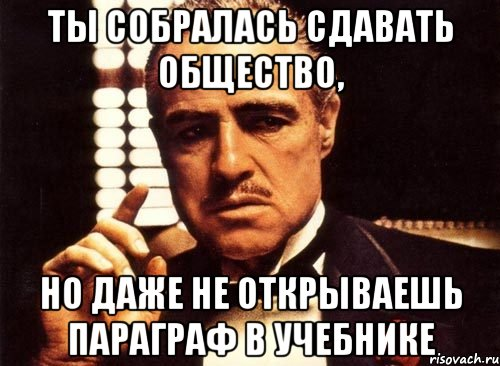 ТЫ СОБРАЛАСЬ СДАВАТЬ
ОБЩЕСТВО,
НО ДАЖЕ НЕ ОТКРЫВАЕШЬ
ПАРАГРАФ В УЧЕБНИКЕ
risovach.ru